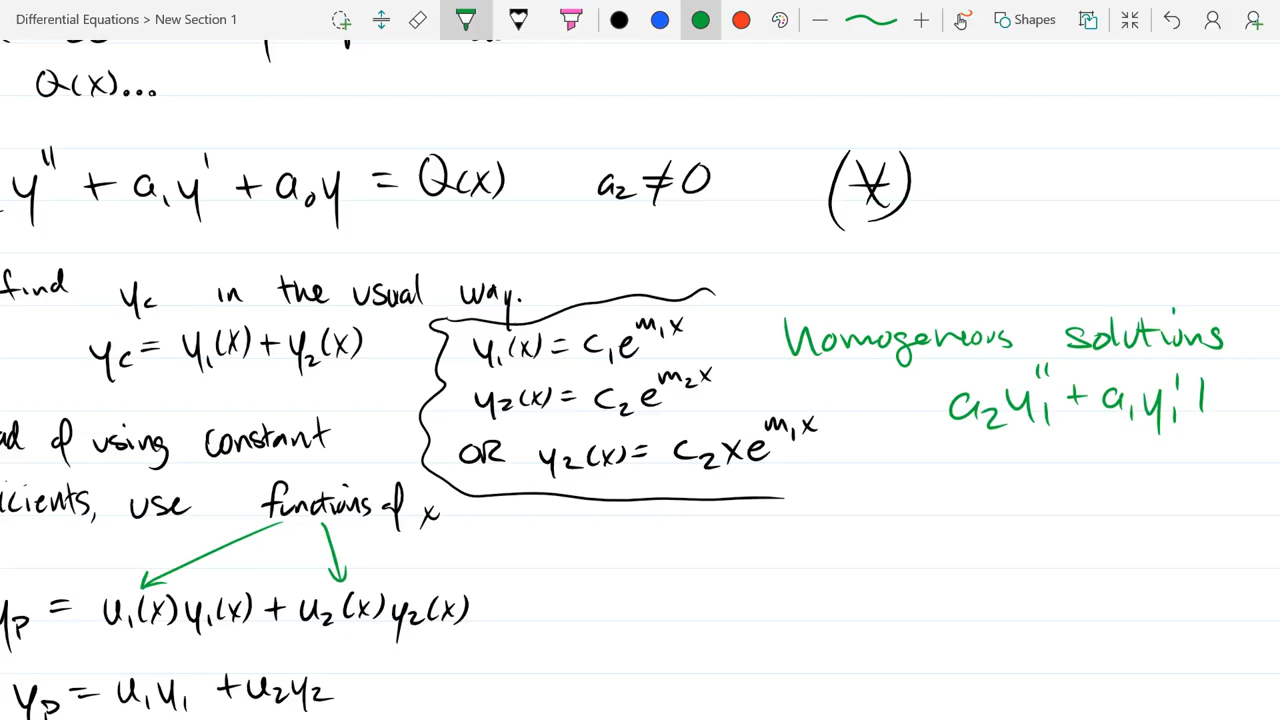 Differential Equations > New Section 1
Shapes
Q(x)...
y'' + a₁y' + a₀y = Q(x) a₂ ≠ 0 (*)
find y_c in the usual way.
y_c = y₁(x) + y₂(x)
y₁(x) = c₁e^{m₁x}
y₂(x) = c₂e^{m₂x}
OR y₂(x) = c₂xe^{m₁x}
Homogeneous solutions
a₂y₁'' + a₁y₁' |
ad of using constant
icients, use functions of x
y_p = u₁(x)y₁(x) + u₂(x)y₂(x)
y_p = u₁y₁ + u₂y₂